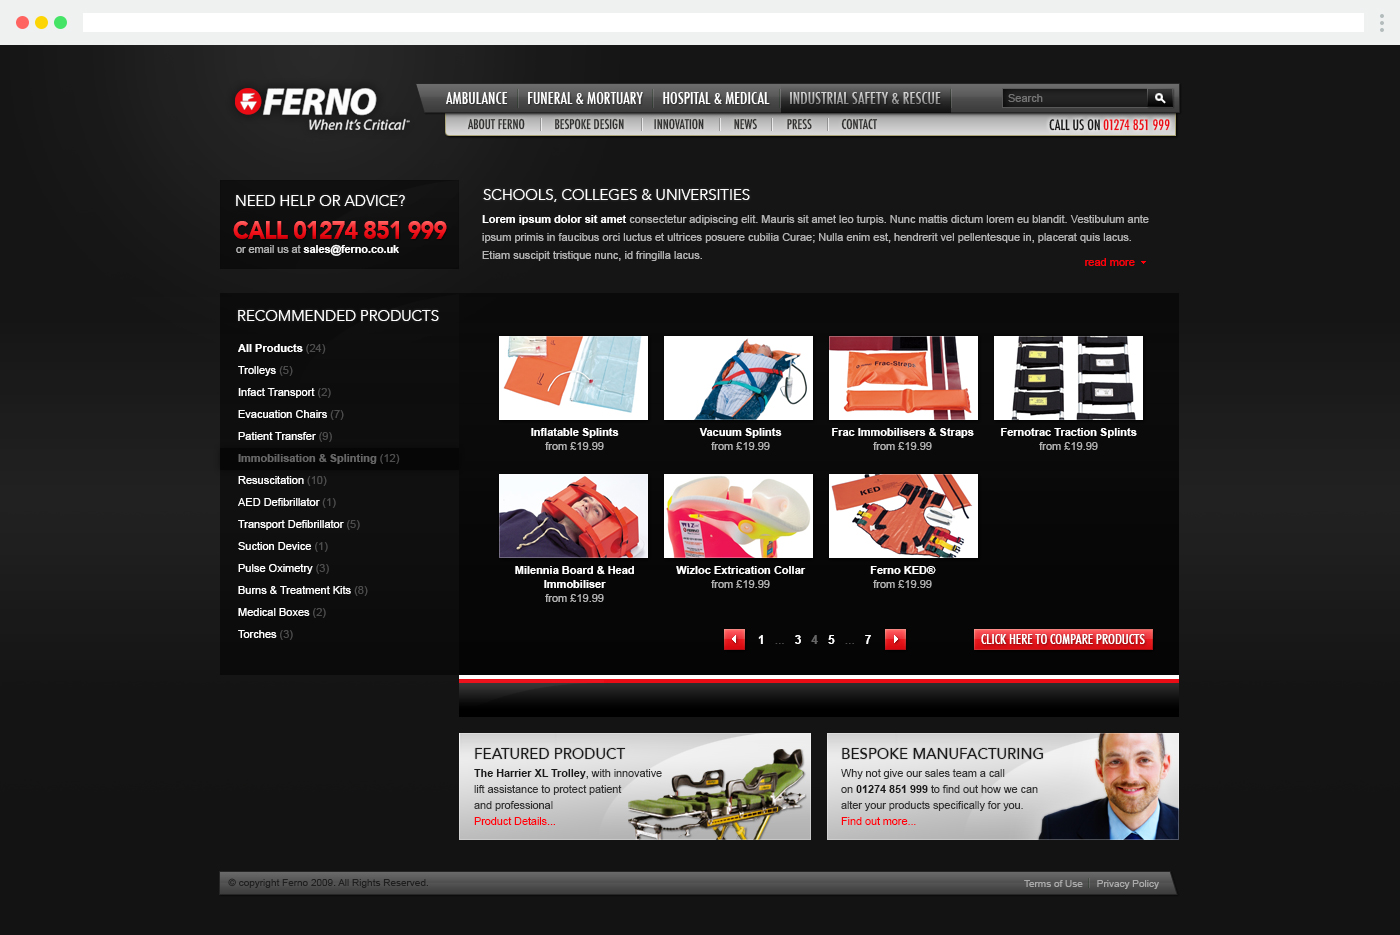 FERNO
When It's Critical™
AMBULANCE
FUNERAL & MORTUARY
HOSPITAL & MEDICAL
INDUSTRIAL SAFETY & RESCUE
Search
ABOUT FERNO
BESPOKE DESIGN
INNOVATION
NEWS
PRESS
CONTACT
CALL US ON 01274 851 999
NEED HELP OR ADVICE?
CALL 01274 851 999
or email us at sales@ferno.co.uk
SCHOOLS, COLLEGES & UNIVERSITIES
Lorem ipsum dolor sit amet consectetur adipiscing elit. Mauris sit amet leo turpis. Nunc mattis dictum lorem eu blandit. Vestibulum ante
ipsum primis in faucibus orci luctus et ultrices posuere cubilia Curae; Nulla enim est, hendrerit vel pellentesque in, placerat quis lacus.
Etiam suscipit tristique nunc, id fringilla lacus.
read more
RECOMMENDED PRODUCTS
All Products (24)
Trolleys (5)
Infact Transport (2)
Evacuation Chairs (7)
Patient Transfer (9)
Immobilisation & Splinting (12)
Resuscitation (10)
AED Defibrillator (1)
Transport Defibrillator (5)
Suction Device (1)
Pulse Oximetry (3)
Burns & Treatment Kits (8)
Medical Boxes (2)
Torches (3)
Inflatable Splints
from £19.99
Vacuum Splints
from £19.99
Frac-Straps
Frac Immobilisers & Straps
from £19.99
Fernotrac Traction Splints
from £19.99
Milennia Board & Head
Immobiliser
from £19.99
WIZ
Wizloc Extrication Collar
from £19.99
KED
Ferno KED®
from £19.99
1 ... 3 4 5 ... 7
CLICK HERE TO COMPARE PRODUCTS
FEATURED PRODUCT
The Harrier XL Trolley, with innovative
lift assistance to protect patient
and professional
Product Details...
BESPOKE MANUFACTURING
Why not give our sales team a call
on 01274 851 999 to find out how we can
alter your products specifically for you.
Find out more...
© copyright Ferno 2009. All Rights Reserved.
Terms of Use
Privacy Policy